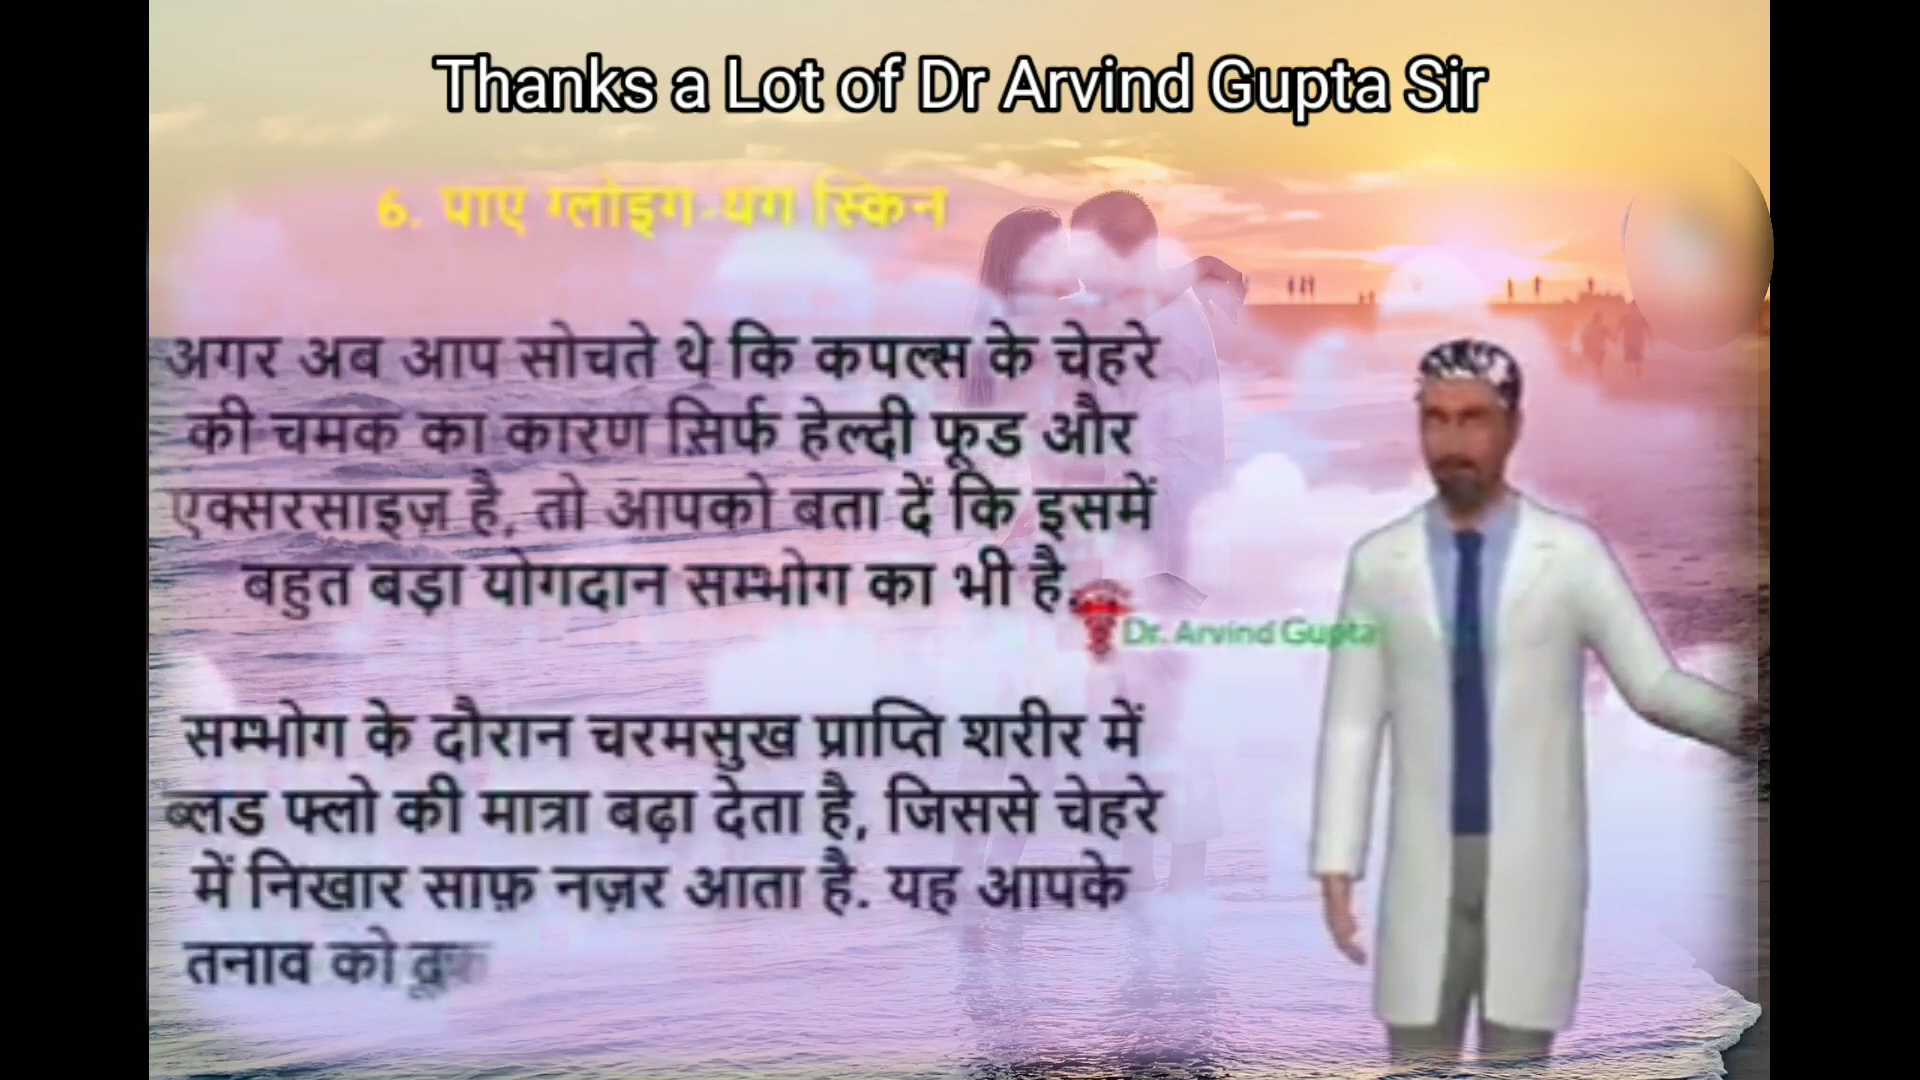 Thanks a Lot of Dr Arvind Gupta Sir
6. पाए ग्लोइग-यग स्किन
अगर अब आप सोचते थे कि कपल्स के चेहरे
की चमक का कारण स़िर्फ हेल्दी फूड और
एक्सरसाइज़ है, तो आपको बता दें कि इसमें
बहुत बड़ा योगदान सम्भोग का भी है.
Dr. Arvind Gupta
सम्भोग के दौरान चरमसुख प्राप्ति शरीर में
ब्लड फ्लो की मात्रा बढ़ा देता है, जिससे चेहरे
में निखार साफ़ नज़र आता है. यह आपके
तनाव को